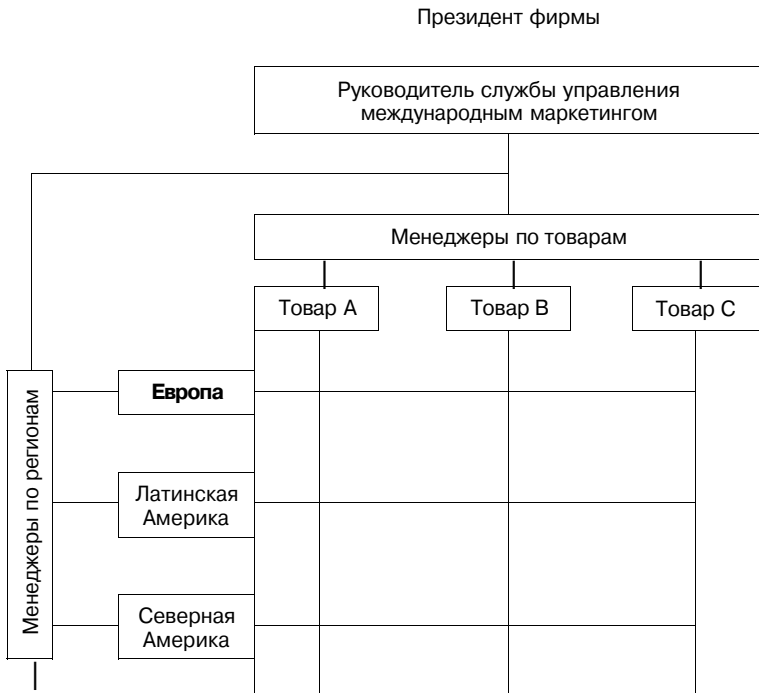 Президент фирмы
Руководитель службы управления
международным маркетингом
Менеджеры по товарам
Товар А
Товар В
Товар С
Менеджеры по регионам
Европа
Латинская
Америка
Северная
Америка